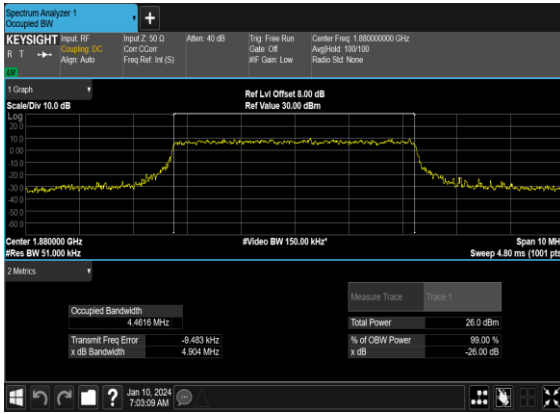 Spectrum Analyzer 1
Occupied BW
KEYSIGHT
R T
LW
Input: RF
Coupling: DC
Align: Auto
Input Z: 50 Ω
Corr CCorr
Freq Ref: Int (S)
Atten: 40 dB
Trig: Free Run
Gate: Off
#IF Gain: Low
Center Freq: 1.880000000 GHz
Avg|Hold: 100/100
Radio Std: None
1 Graph
Scale/Div 10.0 dB
Ref Lvl Offset 8.00 dB
Ref Value 30.00 dBm
Log
20.0
10.0
0.00
-10.0
-20.0
-30.0
-40.0
-50.0
-60.0
Center 1.880000 GHz
#Video BW 150.00 kHz*
Span 10 MH
#Res BW 51.000 kHz
Sweep 4.80 ms (1001 pts
2 Metrics
Measure Trace
Trace 1
Occupied Bandwidth
4.4616 MHz
Total Power
26.0 dBm
Transmit Freq Error
-9.483 kHz
% of OBW Power
99.00 %
x dB Bandwidth
4.904 MHz
x dB
-26.00 dB
?
Jan 10, 2024
7:03:09 AM